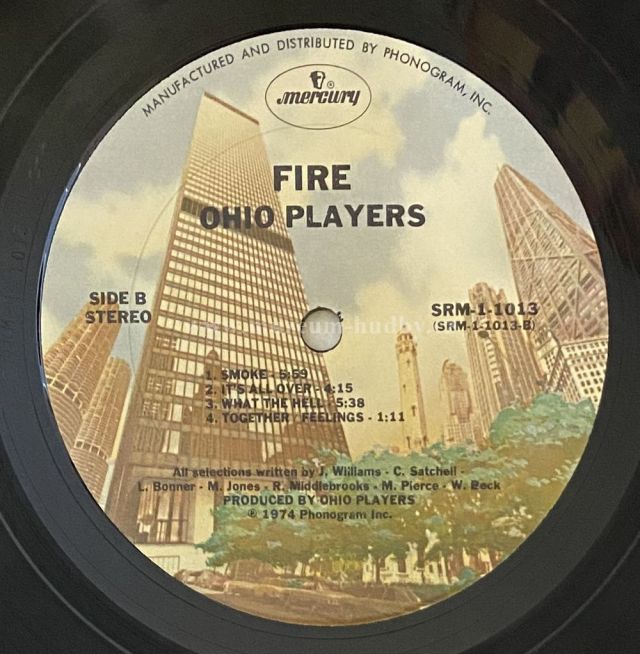 MANUFACTURED AND DISTRIBUTED BY PHONOGRAM, INC.
mercury ®
FIRE
OHIO PLAYERS
SIDE B
STEREO
SRM-1-1013
(SRM-1-1013-B)
1. SMOKE - 5:59
2. IT'S ALL OVER - 4:15
3. WHAT THE HELL - 5:38
4. TOGETHER / FEELINGS - 1:11
All selections written by J. Williams - C. Satchell -
L. Bonner - M. Jones - R. Middlebrooks - M. Pierce - W. Beck
PRODUCED BY OHIO PLAYERS
℗ 1974 Phonogram Inc.